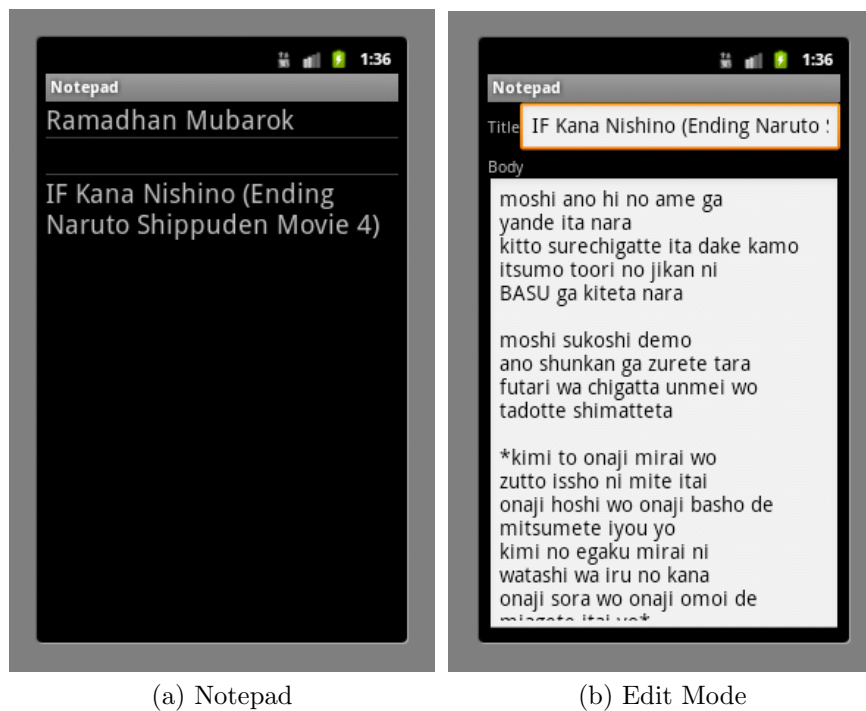 1:36
Notepad
Ramadhan Mubarok
IF Kana Nishino (Ending
Naruto Shippuden Movie 4)
(a) Notepad
1:36
Notepad
Title IF Kana Nishino (Ending Naruto
Body
moshi ano hi no ame ga
yande ita nara
kitto surechigatte ita dake kamo
itsumo toori no jikan ni
BASU ga kiteta nara
moshi sukoshi demo
ano shunkan ga zurete tara
futari wa chigatta unmei wo
tadotte shimatteta
*kimi to onaji mirai wo
zutto issho ni mite itai
onaji hoshi wo onaji basho de
mitsumete iyou yo
kimi no egaku mirai ni
watashi wa iru no kana
onaji sora wo onaji omoi de
miagete itai yo*
(b) Edit Mode